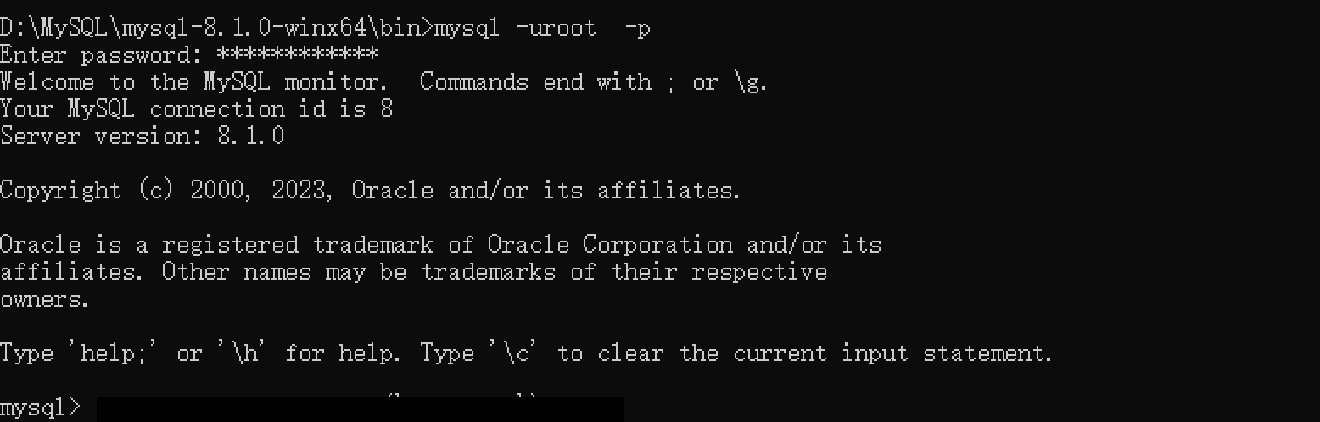 D:\MySQL\mysql-8.1.0-winx64\bin>mysql -uroot  -p
Enter password: ************
Welcome to the MySQL monitor.  Commands end with ; or \g.
Your MySQL connection id is 8
Server version: 8.1.0
Copyright (c) 2000, 2023, Oracle and/or its affiliates.
Oracle is a registered trademark of Oracle Corporation and/or its
affiliates. Other names may be trademarks of their respective
owners.
Type 'help;' or '\h' for help. Type '\c' to clear the current input statement.
mysql>